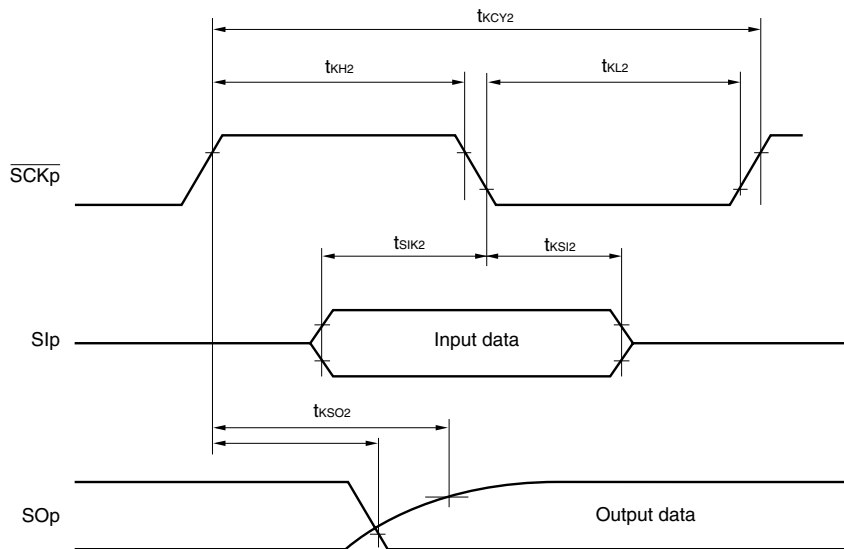 tKCY2
tKH2
tKL2
SCKp
tSIK2
tKSI2
SIp
Input data
tKSO2
SOp
Output data